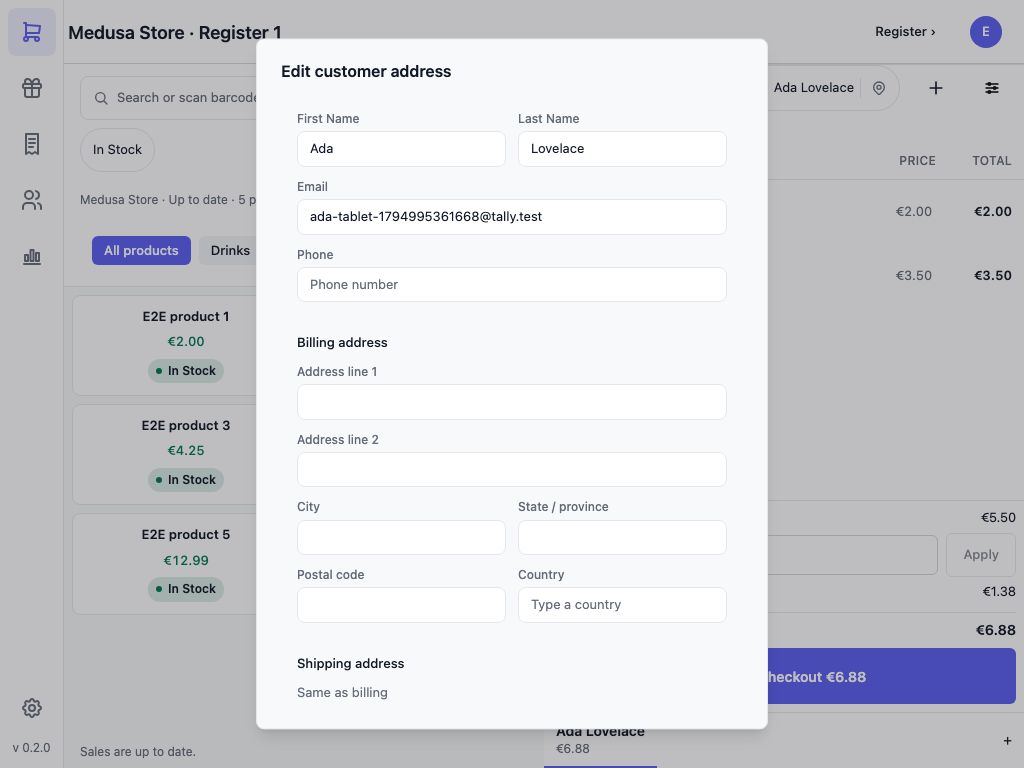 Medusa Store · Register 1
Register ›
E
Search or scan barcode
Ada Lovelace
In Stock
PRICE
TOTAL
Medusa Store · Up to date · 5 p
All products
Drinks
€2.00
€2.00
€3.50
€3.50
E2E product 1
€2.00
In Stock
E2E product 3
€4.25
In Stock
E2E product 5
€12.99
In Stock
Edit customer address
First Name
Last Name
Ada
Lovelace
Email
ada-tablet-1794995361668@tally.test
Phone
Phone number
Billing address
Address line 1
Address line 2
City
State / province
Postal code
Country
Type a country
Shipping address
Same as billing
€5.50
Apply
€1.38
€6.88
heckout €6.88
Ada Lovelace
€6.88
+
v 0.2.0
Sales are up to date.